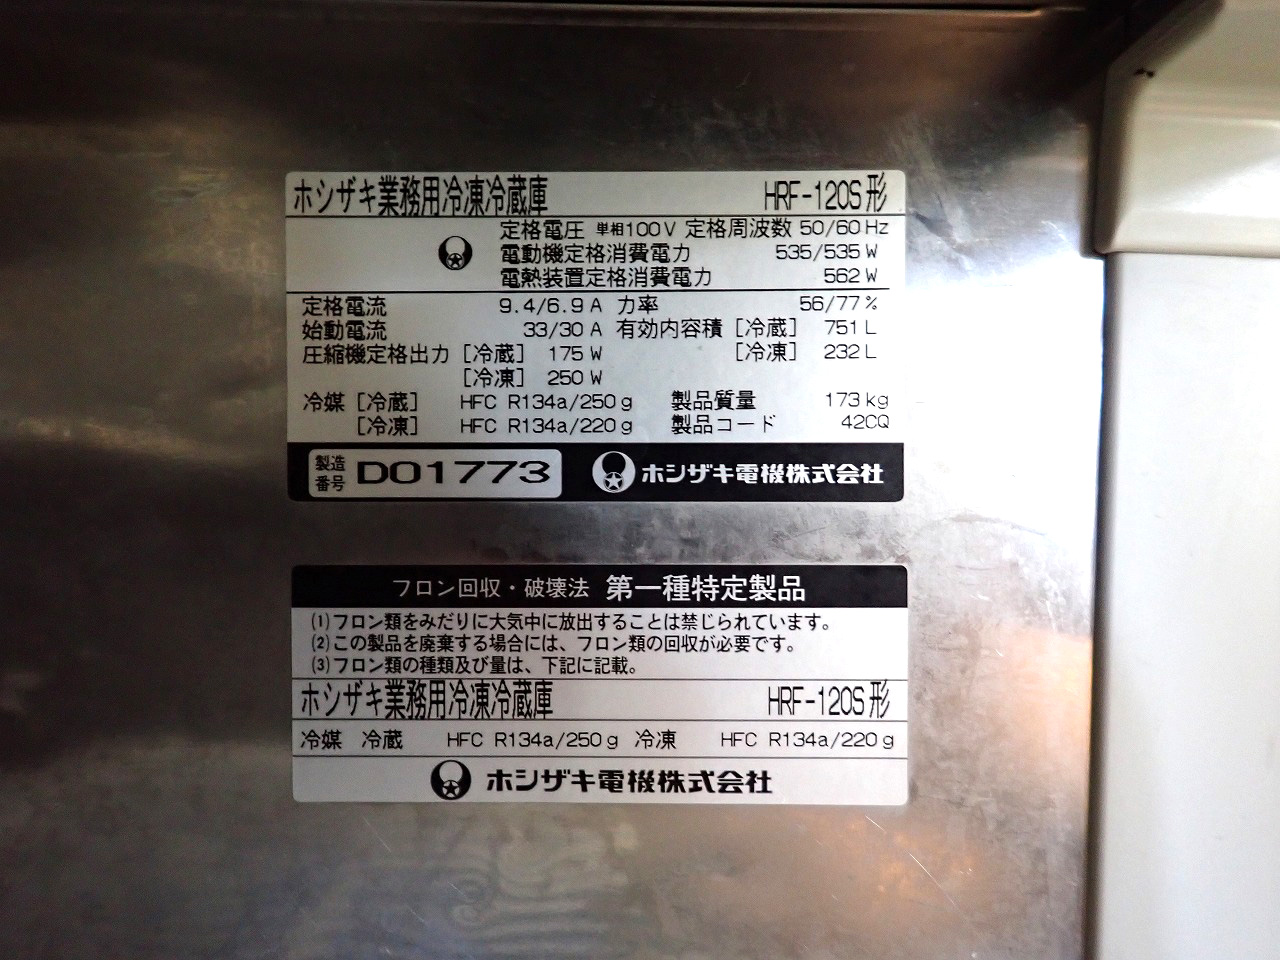 ホシザキ業務用冷凍冷蔵庫 HRF-120S形
定格電圧 単相100V 定格周波数 50/60Hz
電動機定格消費電力 535/535 W
電熱装置定格消費電力 562 W
定格電流 9.4/6.9 A 力率 56/77 %
始動電流 33/30 A 有効内容積 [冷蔵] 751 L
圧縮機定格出力 [冷蔵] 175 W [冷凍] 232 L
[冷凍] 250 W
冷媒 [冷蔵] HFC R134a/250 g 製品質量 173 kg
[冷凍] HFC R134a/220 g 製品コード 42CQ
製造番号 D01773 ホシザキ電機株式会社
フロン回収・破壊法 第一種特定製品
(1)フロン類をみだりに大気中に放出することは禁じられています。
(2)この製品を廃棄する場合には、フロン類の回収が必要です。
(3)フロン類の種類及び量は、下記に記載。
ホシザキ業務用冷凍冷蔵庫 HRF-120S形
冷媒 冷蔵 HFC R134a/250 g 冷凍 HFC R134a/220 g
ホシザキ電機株式会社